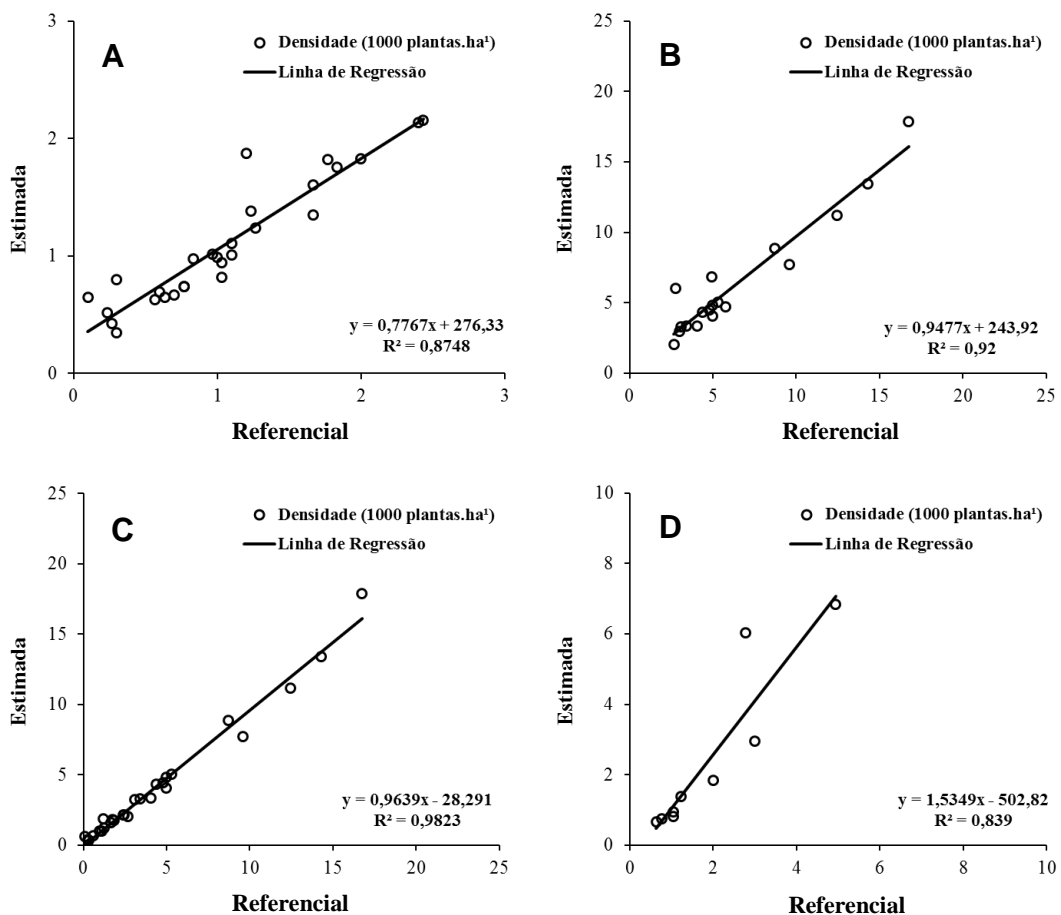 A
Densidade (1000 plantas.ha¹)
Linha de Regressão
3
2
1
0
Estimada
y = 0,7767x + 276,33
R² = 0,8748
0 1 2 3
Referencial
B
Densidade (1000 plantas.ha¹)
Linha de Regressão
25
20
15
10
5
0
Estimada
y = 0,9477x + 243,92
R² = 0,92
0 5 10 15 20 25
Referencial
C
Densidade (1000 plantas.ha¹)
Linha de Regressão
25
20
15
10
5
0
Estimada
y = 0,9639x - 28,291
R² = 0,9823
0 5 10 15 20 25
Referencial
D
Densidade (1000 plantas.ha¹)
Linha de Regressão
10
8
6
4
2
0
Estimada
y = 1,5349x - 502,82
R² = 0,839
0 2 4 6 8 10
Referencial